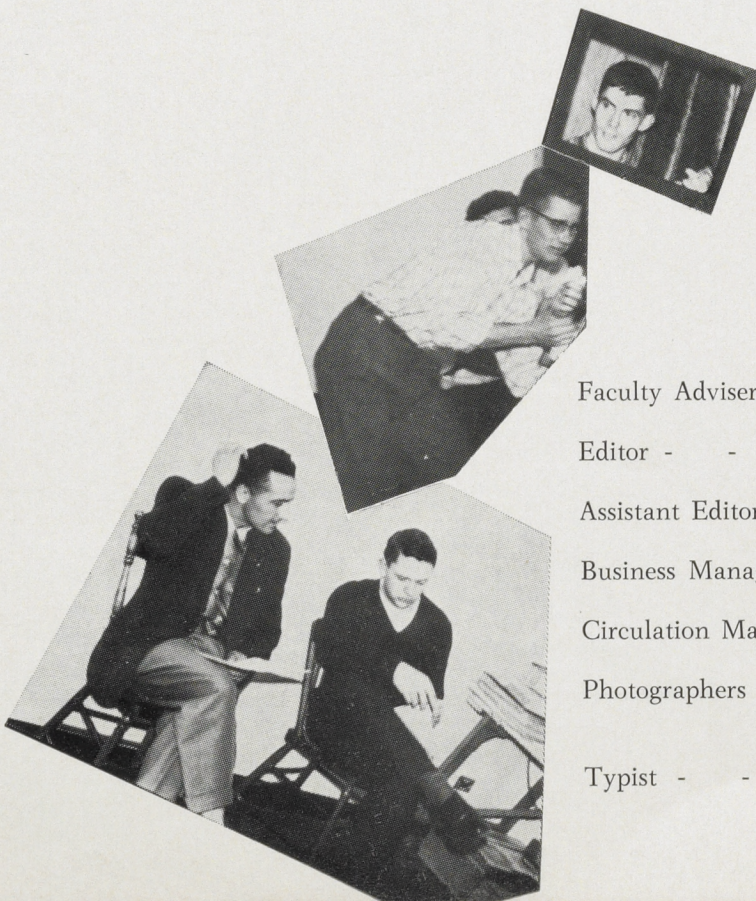 Faculty Adviser
Editor - -
Assistant Editor
Business Mana
Circulation Ma
Photographers
Typist - -